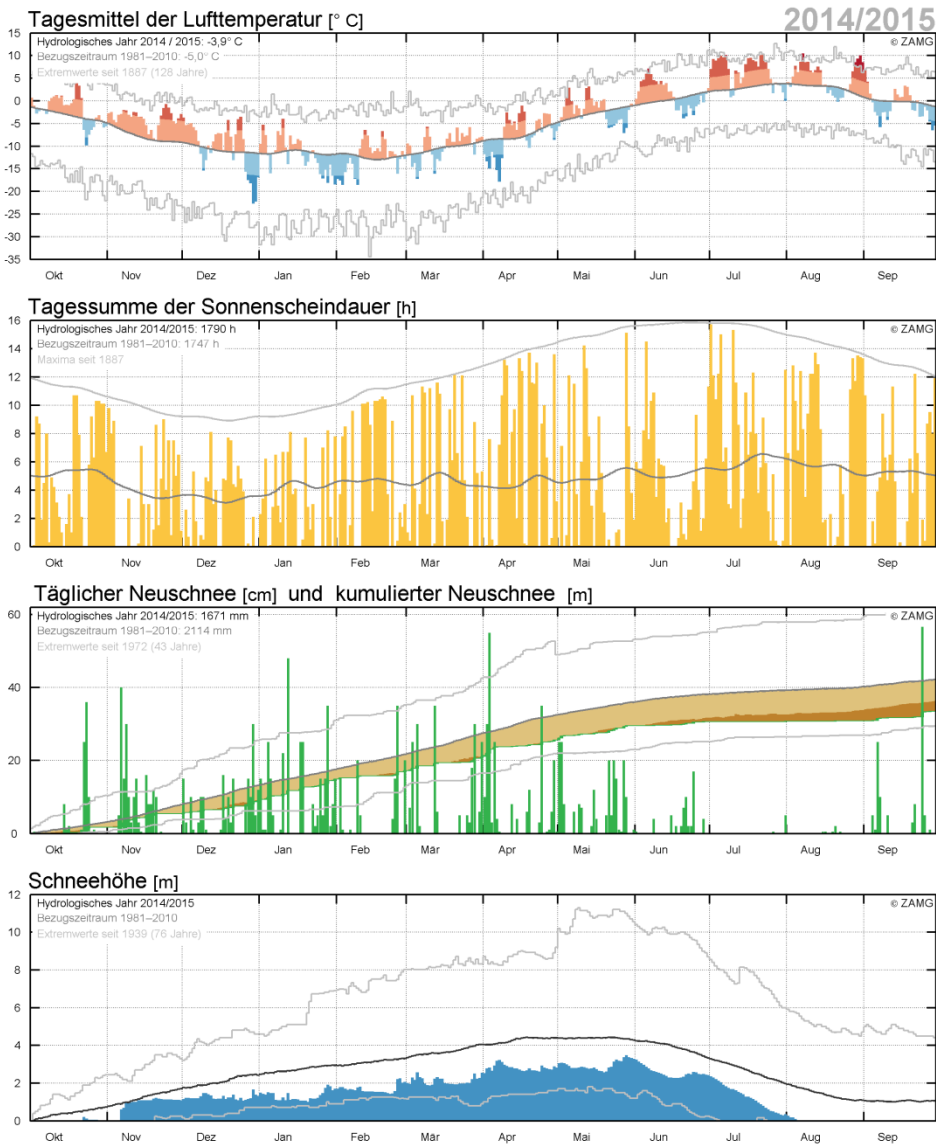 2014/2015
Tagesmittel der Lufttemperatur [° C]
15
10
5
0
-5
-10
-15
-20
-25
-30
-35
Hydrologisches Jahr 2014 / 2015: -3,9° C
Bezugszeitraum 1981–2010: -5,0° C
Extremwerte seit 1887 (128 Jahre)
© ZAMG
Okt Nov Dez Jan Feb Mär Apr Mai Jun Jul Aug Sep
Tagessumme der Sonnenscheindauer [h]
16
14
12
10
8
6
4
2
0
Hydrologisches Jahr 2014/2015: 1790 h
Bezugszeitraum 1981–2010: 1747 h
Maxima seit 1887
© ZAMG
Okt Nov Dez Jan Feb Mär Apr Mai Jun Jul Aug Sep
Täglicher Neuschnee [cm] und kumulierter Neuschnee [m]
60
40
20
0
Hydrologisches Jahr 2014/2015: 1671 mm
Bezugszeitraum 1981–2010: 2114 mm
Extremwerte seit 1972 (43 Jahre)
© ZAMG
Okt Nov Dez Jan Feb Mär Apr Mai Jun Jul Aug Sep
Schneehöhe [m]
12
10
8
6
4
2
0
Hydrologisches Jahr 2014/2015
Bezugszeitraum 1981–2010
Extremwerte seit 1939 (76 Jahre)
© ZAMG
Okt Nov Dez Jan Feb Mär Apr Mai Jun Jul Aug Sep